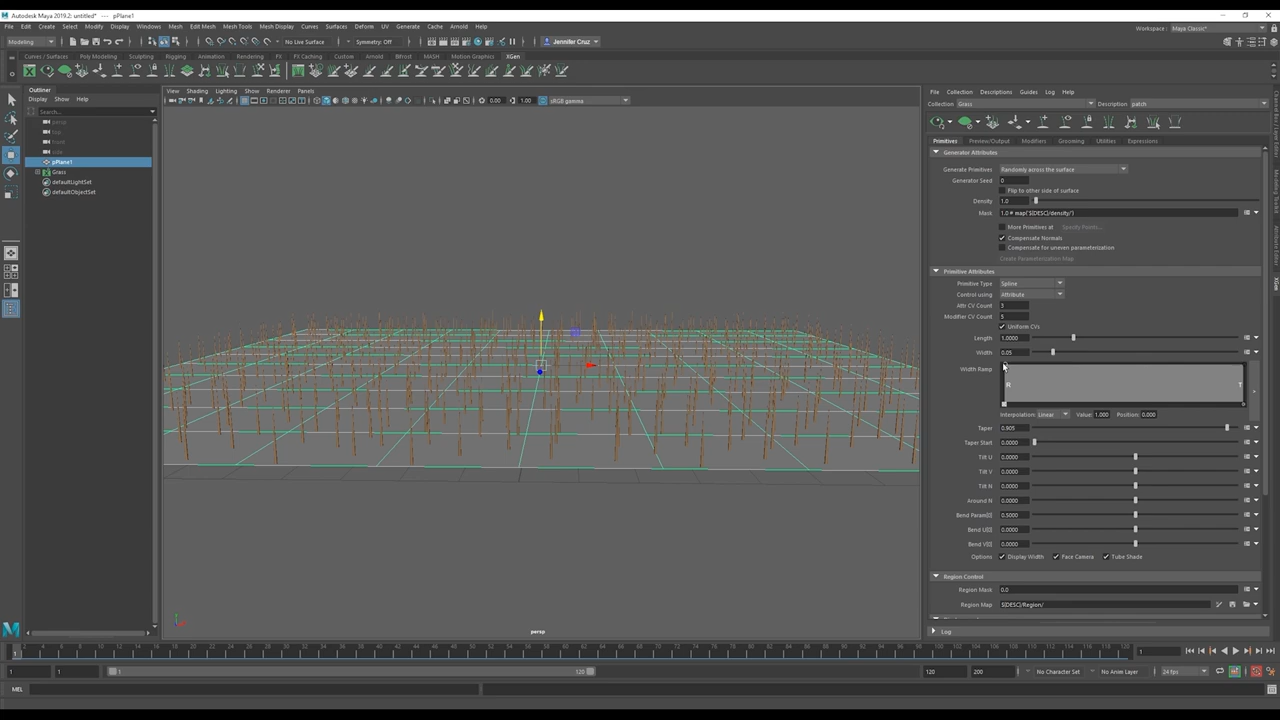 Autodesk Maya 2019.2: untitled* --- pPlane1
File Edit Create Select Modify Display Windows Mesh Edit Mesh Mesh Tools Mesh Display Curves Surfaces Deform UV Generate Cache Arnold Help
Workspace: Maya Classic*
Modeling No Live Surface Symmetry: Off Jennifer Cruz
Curves / Surfaces Poly Modeling Sculpting Rigging Animation Rendering FX FX Caching Custom Arnold Bifrost MASH Motion Graphics XGen
Outliner
Display Show Help
Search...
persp
top
front
side
pPlane1
Grass
defaultLightSet
defaultObjectSet
View Shading Lighting Show Renderer Panels
0.00 1.00 sRGB gamma
persp
File Collection Descriptions Guides Log Help
Collection Grass Description patch
Primitives Preview/Output Modifiers Grooming Utilities Expressions
Generator Attributes
Generate Primitives Randomly across the surface
Generator Seed 0
Flip to other side of surface
Density 1.0
Mask 1.0 # map('${DESC}/density/')
More Primitives at Specify Points...
Compensate Normals
Compensate for uneven parameterization
Create Parameterization Map
Primitive Attributes
Primitive Type Spline
Control using Attribute
Attr CV Count 3
Modifier CV Count 5
Uniform CVs
Length 1.0000
Width 0.05
Width Ramp
R T
Interpolation: Linear Value: 1.000 Position: 0.000
Taper 0.905
Taper Start 0.0000
Tilt U 0.0000
Tilt V 0.0000
Tilt N 0.0000
Around N 0.0000
Bend Param[0] 0.5000
Bend U[0] 0.0000
Bend V[0] 0.0000
Options Display Width Face Camera Tube Shade
Region Control
Region Mask 0.0
Region Map ${DESC}/Region/
Log
1 1 1 120 120 200 No Character Set No Anim Layer 24 fps
MEL